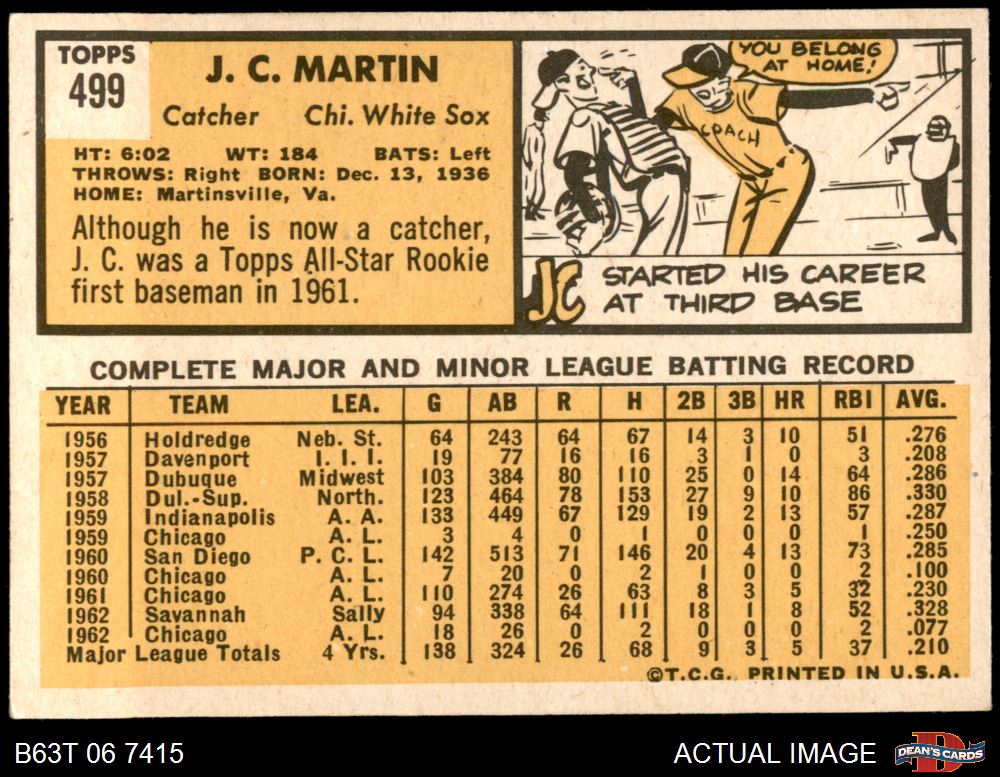 TOPPS
499
J. C. MARTIN
Catcher Chi. White Sox
HT: 6:02 WT: 184 BATS: Left
THROWS: Right BORN: Dec. 13, 1936
HOME: Martinsville, Va.
Although he is now a catcher,
J. C. was a Topps All-Star Rookie
first baseman in 1961.
YOU BELONG
AT HOME!
COACH
JC STARTED HIS CAREER
AT THIRD BASE
COMPLETE MAJOR AND MINOR LEAGUE BATTING RECORD
YEAR TEAM LEA. G AB R H 2B 3B HR RBI AVG.
1956 Holdredge Neb. St. 64 243 64 67 14 3 10 51 .276
1957 Davenport I. I. I. 19 77 16 16 3 1 0 3 .208
1957 Dubuque Midwest 103 384 80 110 25 0 14 64 .286
1958 Dul.-Sup. North. 123 464 78 153 27 9 10 86 .330
1959 Indianapolis A. A. 133 449 67 129 19 2 13 57 .287
1959 Chicago A. L. 3 4 0 1 0 0 0 1 .250
1960 San Diego P. C. L. 142 513 71 146 20 4 13 73 .285
1960 Chicago A. L. 7 20 0 2 1 0 0 2 .100
1961 Chicago A. L. 110 274 26 63 8 3 5 32 .230
1962 Savannah Sally 94 338 64 111 18 1 8 52 .328
1962 Chicago A. L. 18 26 0 2 0 0 0 2 .077
Major League Totals 4 Yrs. 138 324 26 68 9 3 5 37 .210
©T.C.G. PRINTED IN U.S.A.
B63T 06 7415 ACTUAL IMAGE
DEAN'S CARDS